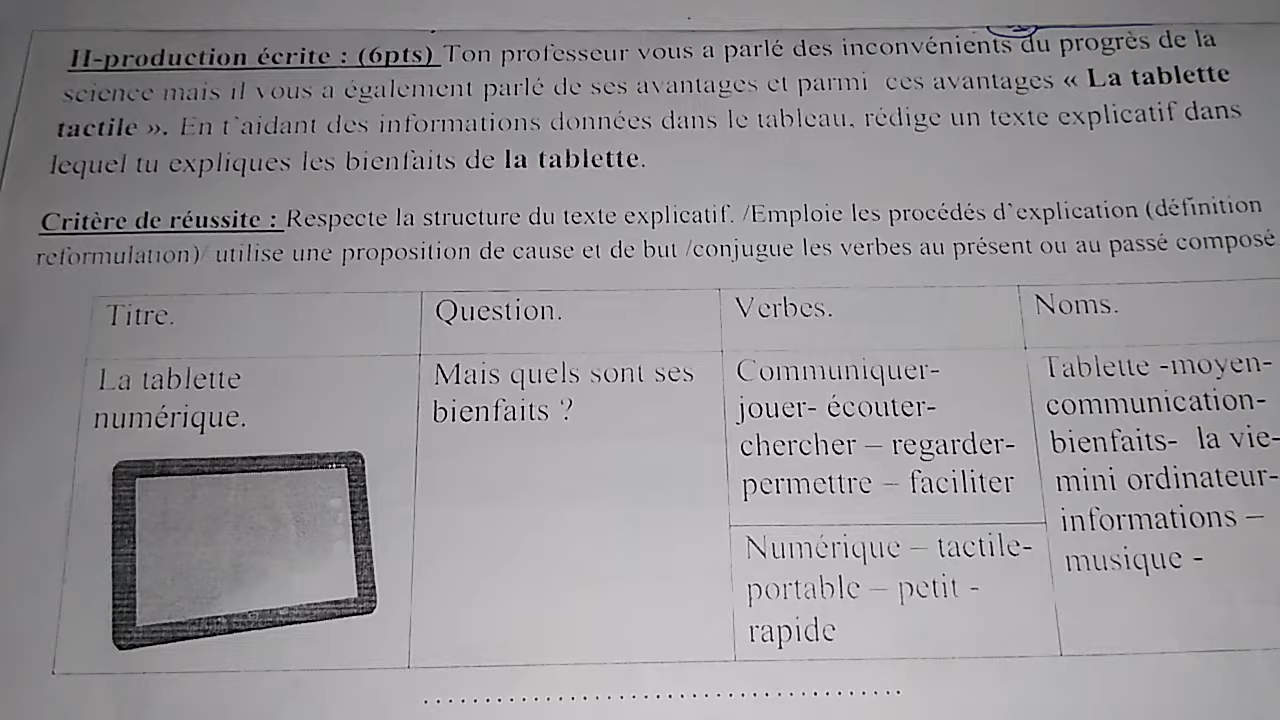 II-production écrite : (6pts) Ton professeur vous a parlé des inconvénients du progrès de la
science mais il vous a également parlé de ses avantages et parmi ces avantages « La tablette
tactile ». En t'aidant des informations données dans le tableau, rédige un texte explicatif dans
lequel tu expliques les bienfaits de la tablette.
Critère de réussite : Respecte la structure du texte explicatif. /Emploie les procédés d'explication (définition
reformulation)/ utilise une proposition de cause et de but /conjugue les verbes au présent ou au passé composé
Titre.
Question.
Verbes.
Noms.
La tablette
numérique.
Mais quels sont ses
bienfaits ?
Communiquer-
jouer- écouter-
chercher – regarder-
permettre – faciliter
Numérique – tactile-
portable – petit -
rapide
Tablette -moyen-
communication-
bienfaits- la vie-
mini ordinateur-
informations –
musique -